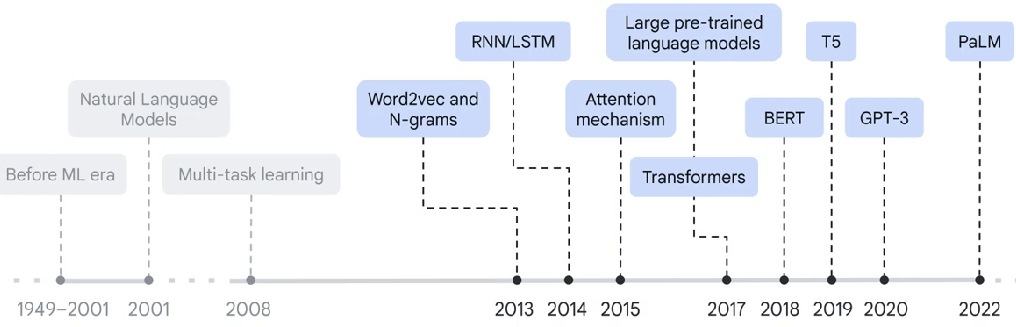 Large pre-trained
language models
RNN/LSTM
T5
PaLM
Natural Language
Models
Word2vec and
N-grams
Attention
mechanism
BERT
GPT-3
Before ML era
Multi-task learning
Transformers
1949–2001
2001
2008
2013
2014
2015
2017
2018
2019
2020
2022